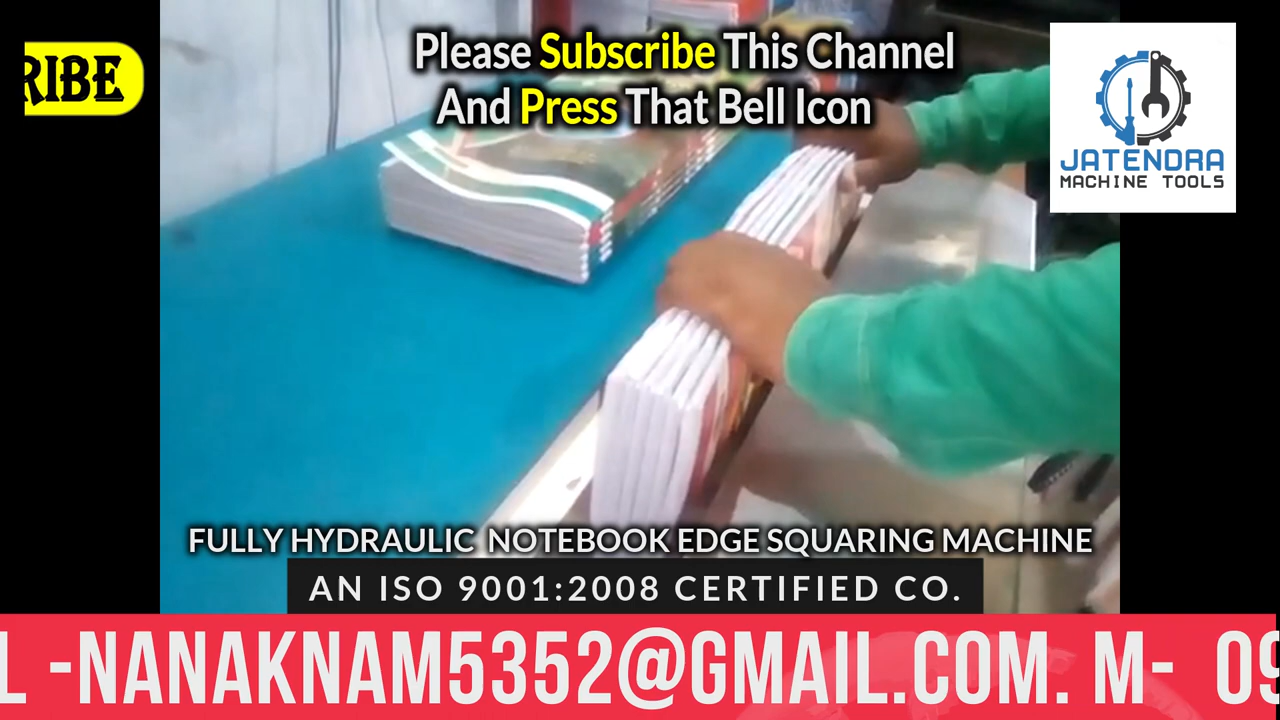 RIBE
Please Subscribe This Channel
And Press That Bell Icon
JATENDRA
MACHINE TOOLS
FULLY HYDRAULIC NOTEBOOK EDGE SQUARING MACHINE
AN ISO 9001:2008 CERTIFIED CO.
L -NANAKNAM5352@GMAIL.COM. M- 09